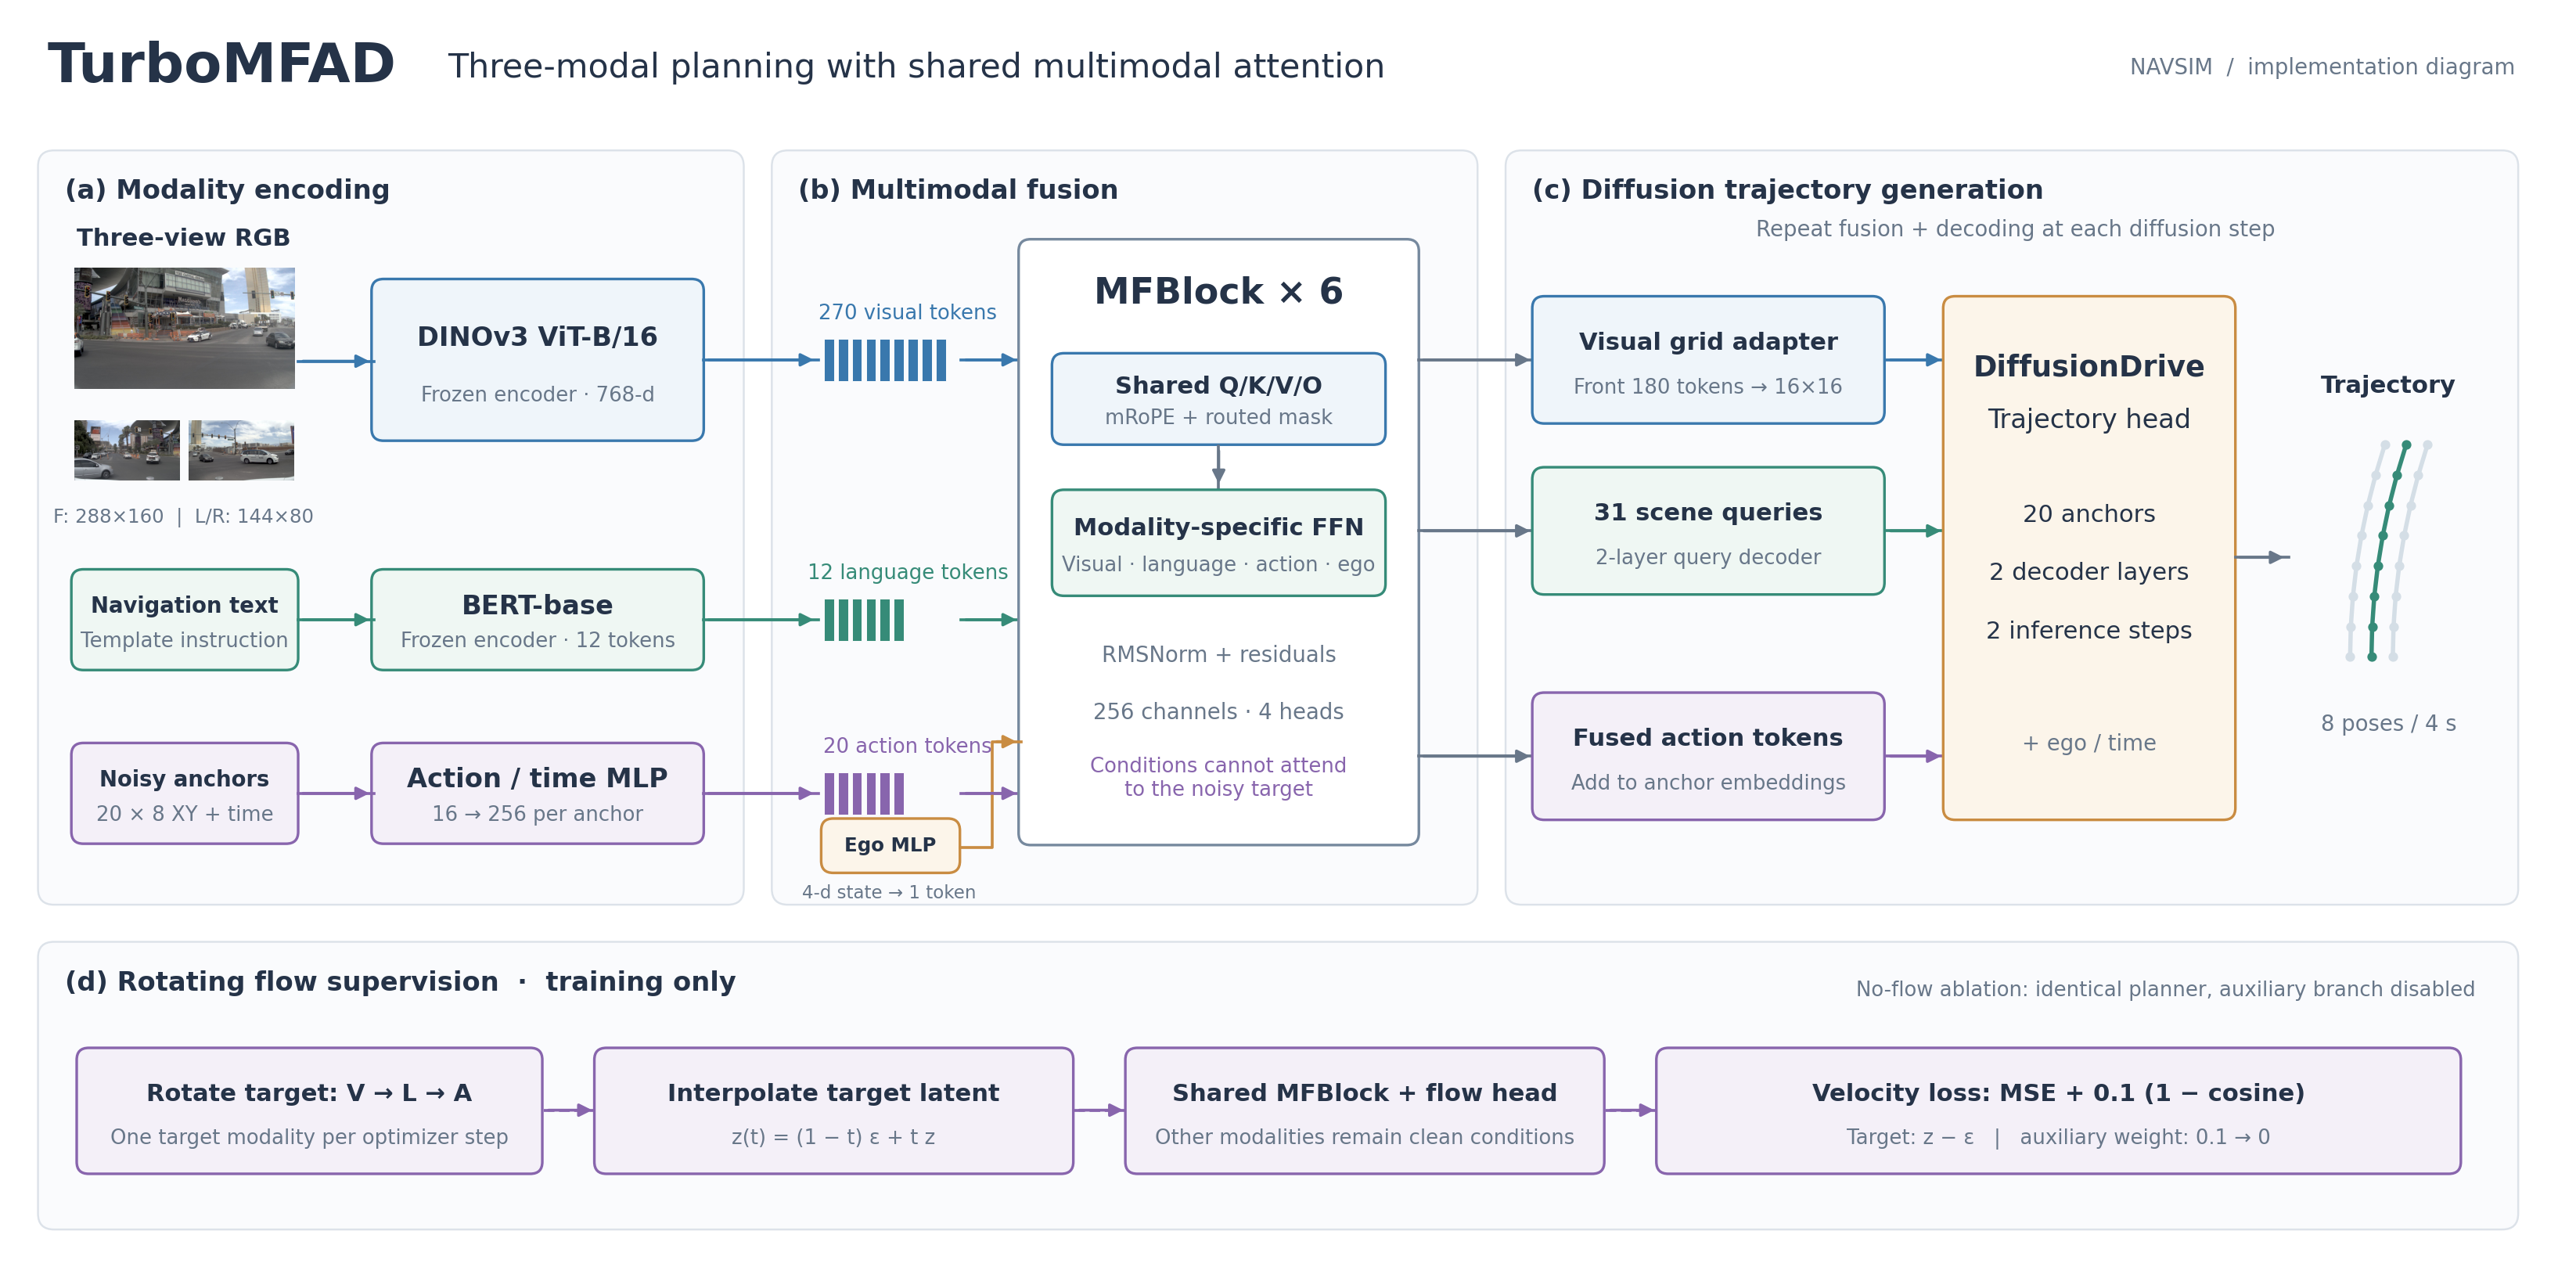 TurboMFAD
Three-modal planning with shared multimodal attention
NAVSIM / implementation diagram
(a) Modality encoding
Three-view RGB
DINOv3 ViT-B/16
Frozen encoder · 768-d
F: 288×160 | L/R: 144×80
Navigation text
Template instruction
BERT-base
Frozen encoder · 12 tokens
Noisy anchors
20 × 8 XY + time
Action / time MLP
16 → 256 per anchor
(b) Multimodal fusion
270 visual tokens
12 language tokens
20 action tokens
Ego MLP
4-d state → 1 token
MFBlock × 6
Shared Q/K/V/O
mRoPE + routed mask
Modality-specific FFN
Visual · language · action · ego
RMSNorm + residuals
256 channels · 4 heads
Conditions cannot attend
to the noisy target
(c) Diffusion trajectory generation
Repeat fusion + decoding at each diffusion step
Visual grid adapter
Front 180 tokens → 16×16
31 scene queries
2-layer query decoder
Fused action tokens
Add to anchor embeddings
DiffusionDrive
Trajectory head
20 anchors
2 decoder layers
2 inference steps
+ ego / time
Trajectory
8 poses / 4 s
(d) Rotating flow supervision · training only
No-flow ablation: identical planner, auxiliary branch disabled
Rotate target: V → L → A
One target modality per optimizer step
Interpolate target latent
z(t) = (1 − t) ε + t z
Shared MFBlock + flow head
Other modalities remain clean conditions
Velocity loss: MSE + 0.1 (1 − cosine)
Target: z − ε | auxiliary weight: 0.1 → 0